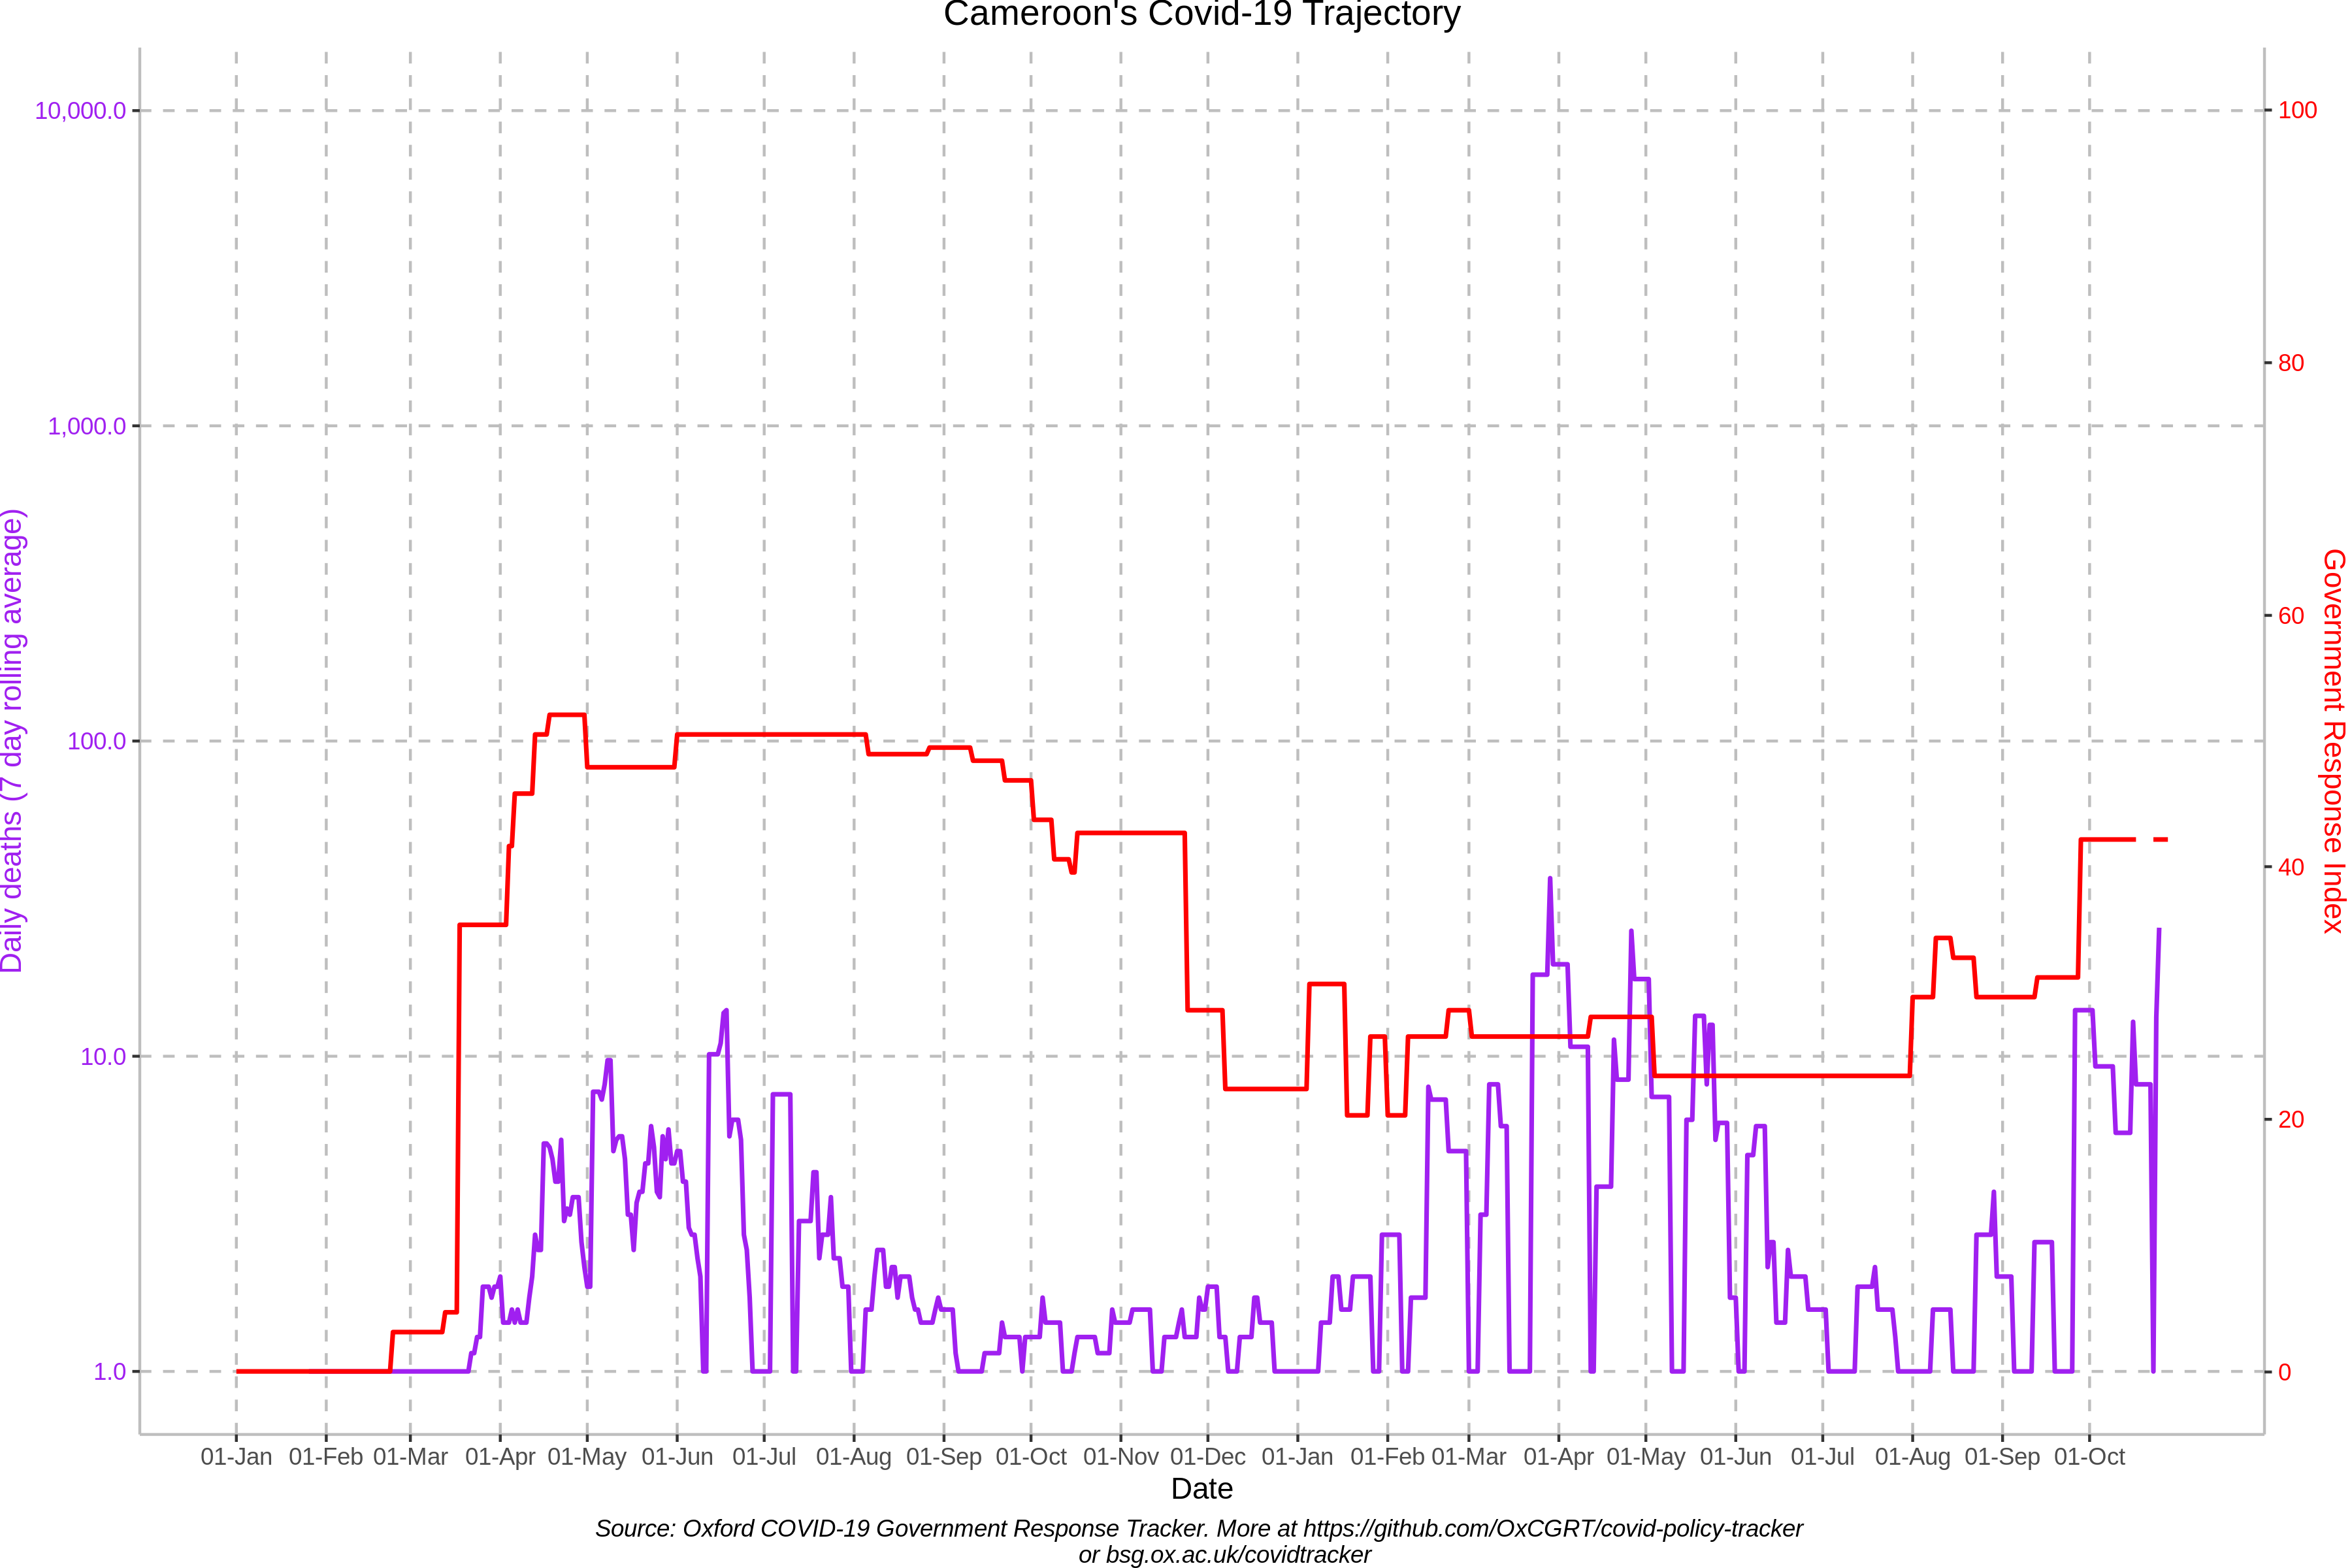 Cameroon's Covid-19 Trajectory
10,000.0
1,000.0
100.0
10.0
1.0
Daily deaths (7 day rolling average)
100
80
60
40
20
0
Government Response Index
01-Jan 01-Feb 01-Mar 01-Apr 01-May 01-Jun 01-Jul 01-Aug 01-Sep 01-Oct 01-Nov 01-Dec 01-Jan 01-Feb 01-Mar 01-Apr 01-May 01-Jun 01-Jul 01-Aug 01-Sep 01-Oct
Date
Source: Oxford COVID-19 Government Response Tracker. More at https://github.com/OxCGRT/covid-policy-tracker
or bsg.ox.ac.uk/covidtracker